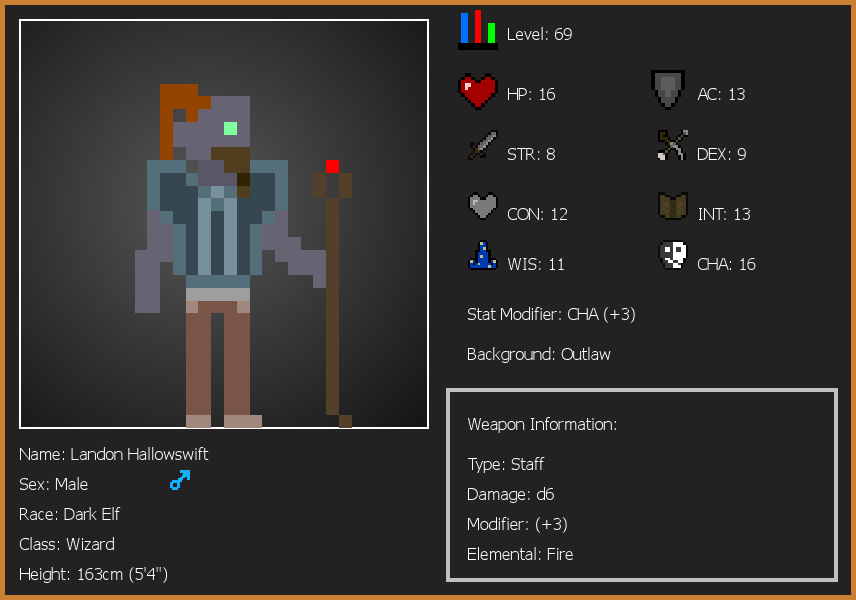 Level: 69
HP: 16
AC: 13
STR: 8
DEX: 9
CON: 12
INT: 13
WIS: 11
CHA: 16
Stat Modifier: CHA (+3)
Background: Outlaw
Weapon Information:
Type: Staff
Damage: d6
Modifier: (+3)
Elemental: Fire
Name: Landon Hallowswift
Sex: Male
Race: Dark Elf
Class: Wizard
Height: 163cm (5'4")